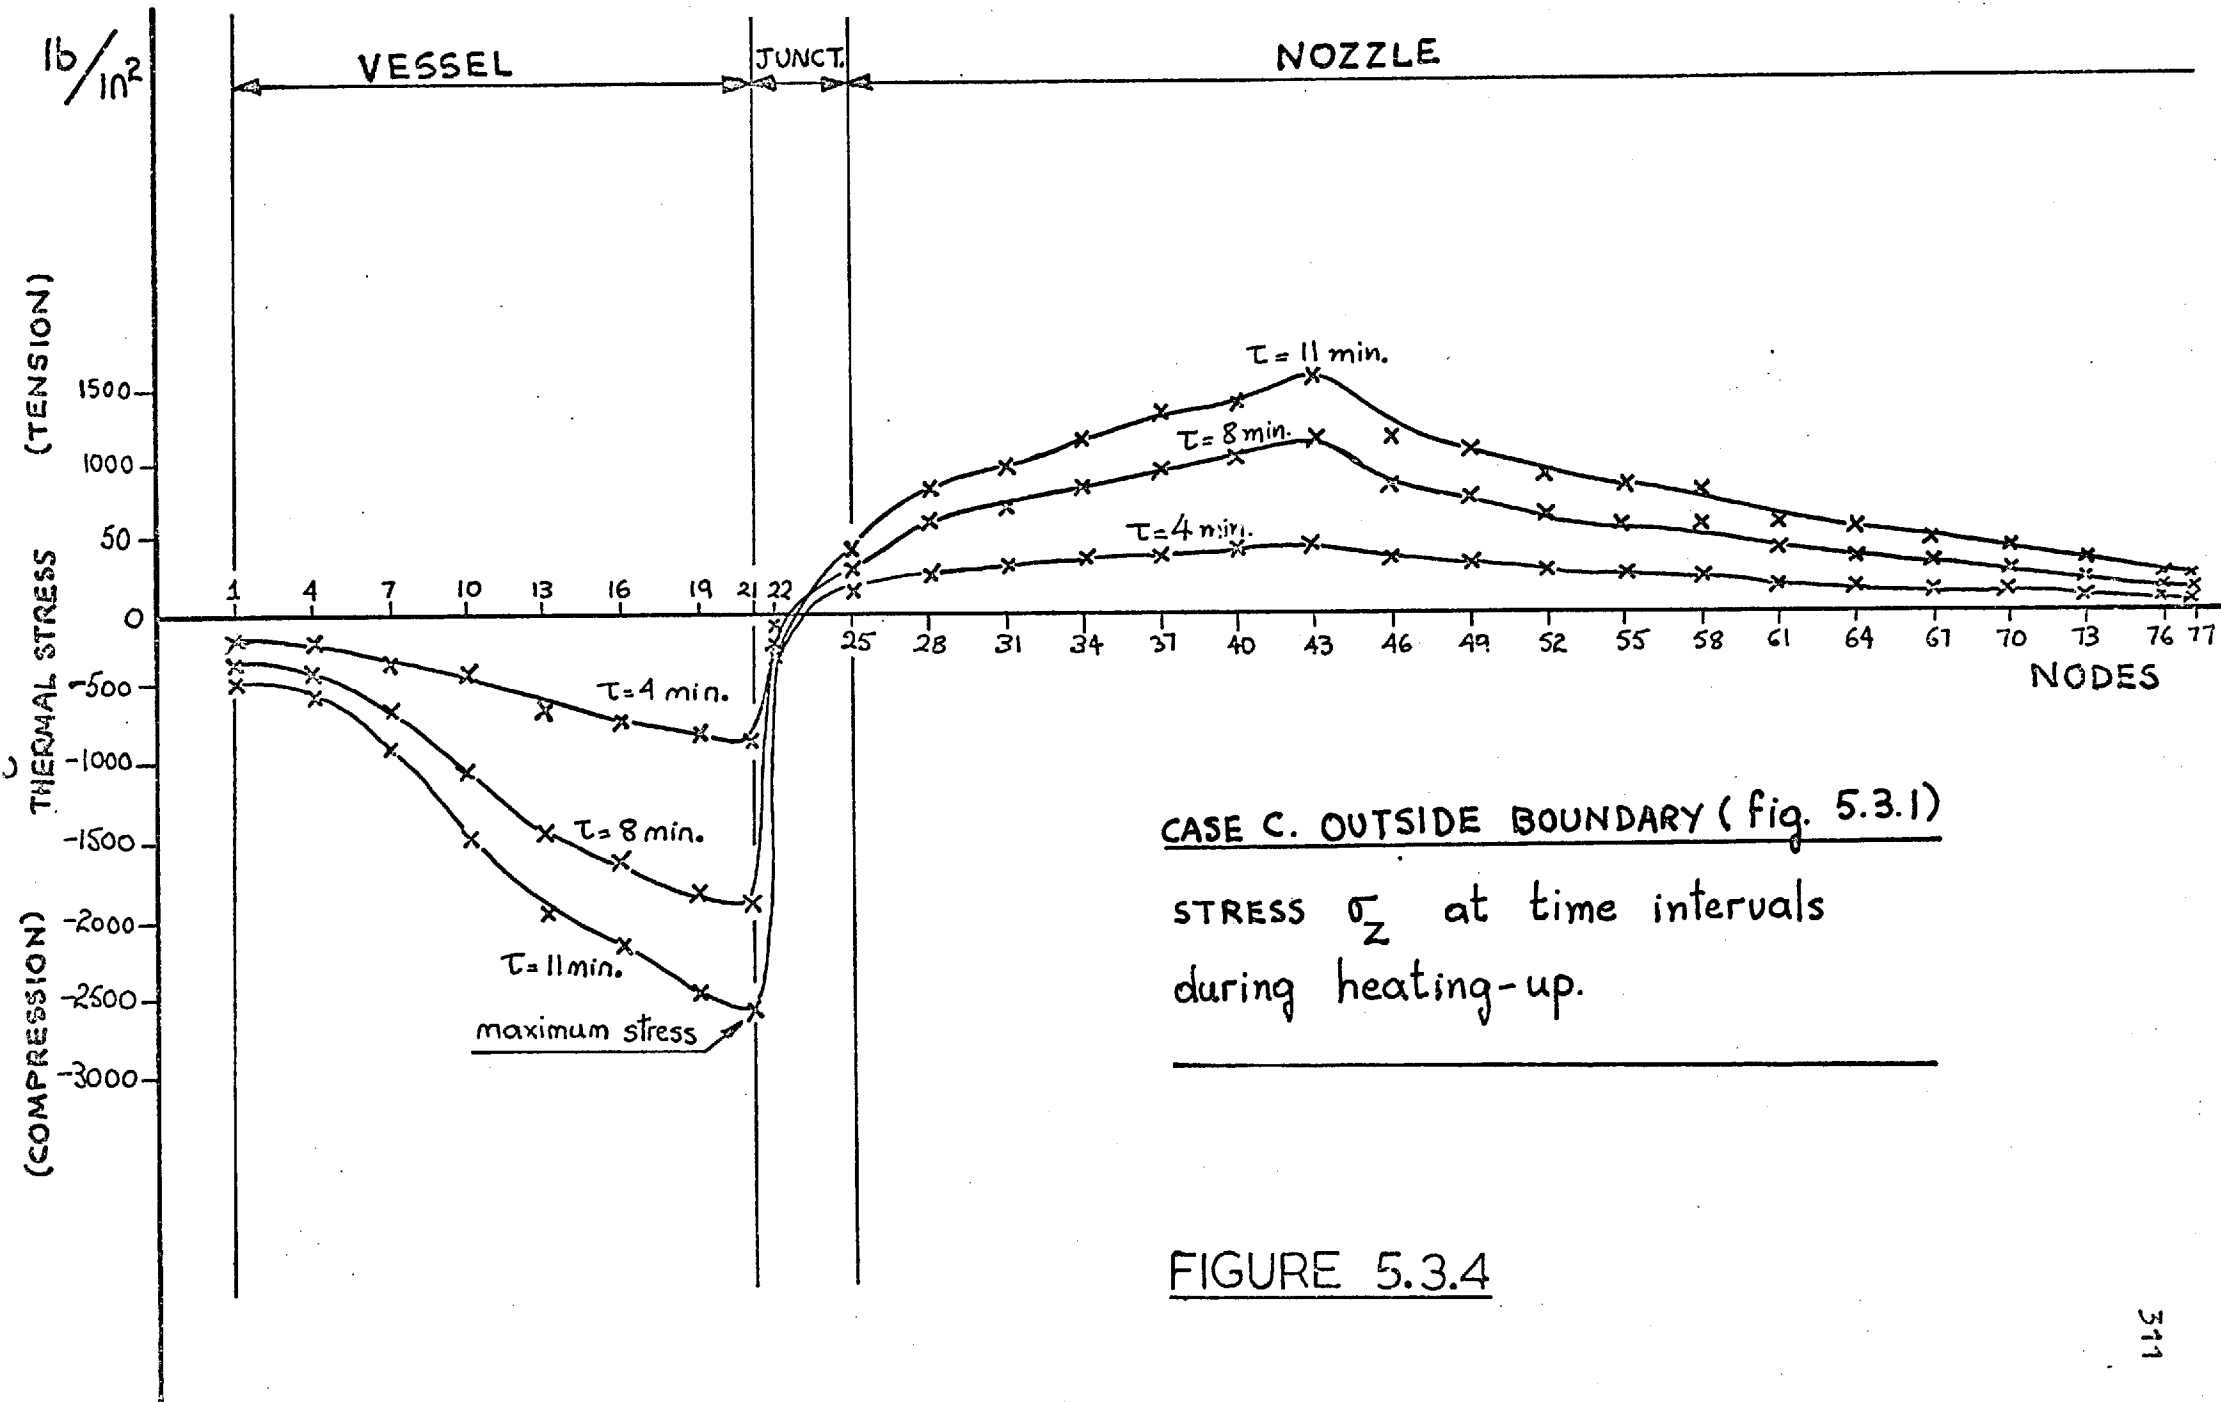 lb/in²
VESSEL
JUNCT.
NOZZLE
(TENSION)
THERMAL STRESS
(COMPRESSION)
1500
1000
50
0
-500
-1000
-1500
-2000
-2500
-3000
1 4 7 10 13 16 19 21 22
25 28 31 34 37 40 43 46 49 52 55 58 61 64 67 70 73 76 77
NODES
τ = 11 min.
τ = 8 min.
τ = 4 min.
τ = 4 min.
τ = 8 min.
τ = 11 min.
maximum stress
CASE C. OUTSIDE BOUNDARY (fig. 5.3.1)
STRESS σz at time intervals
during heating-up.
FIGURE 5.3.4
311